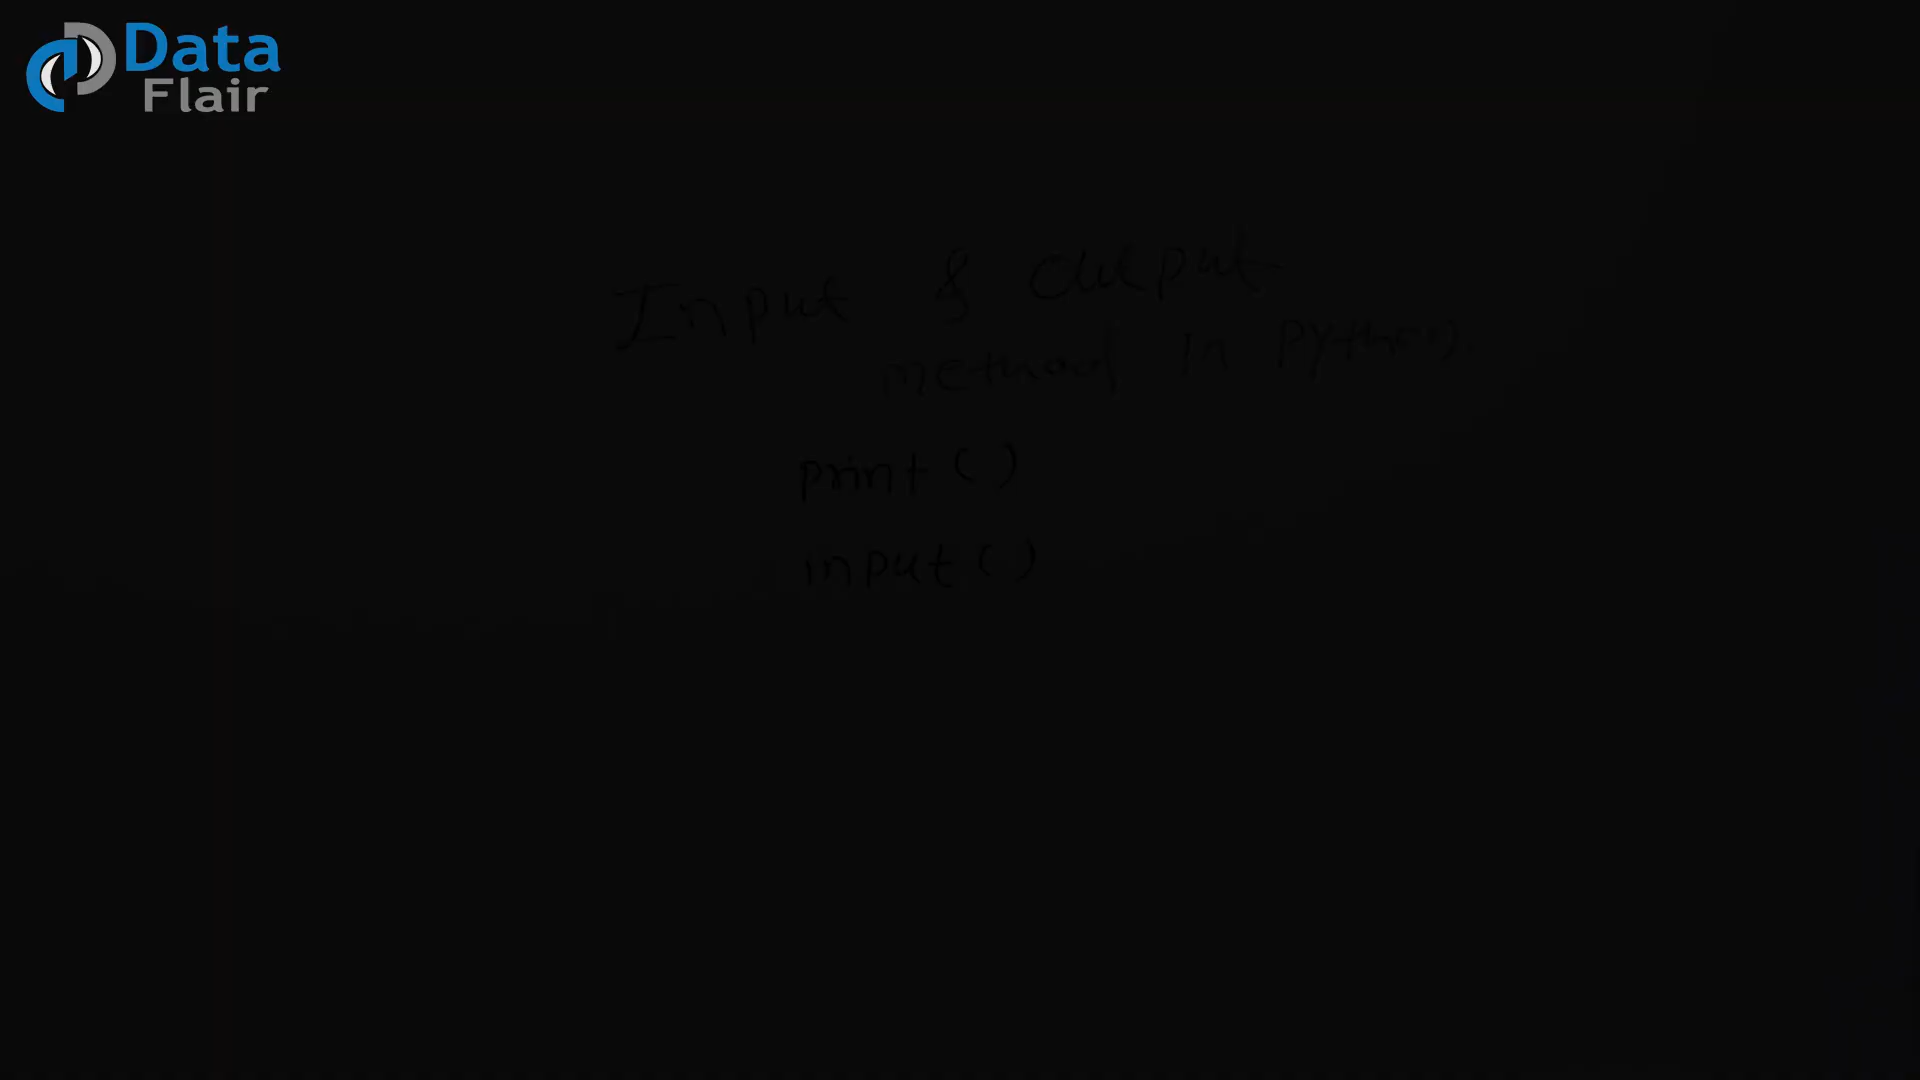 Data
Flair
Input & Output
method in python.
print ( )
input ( )